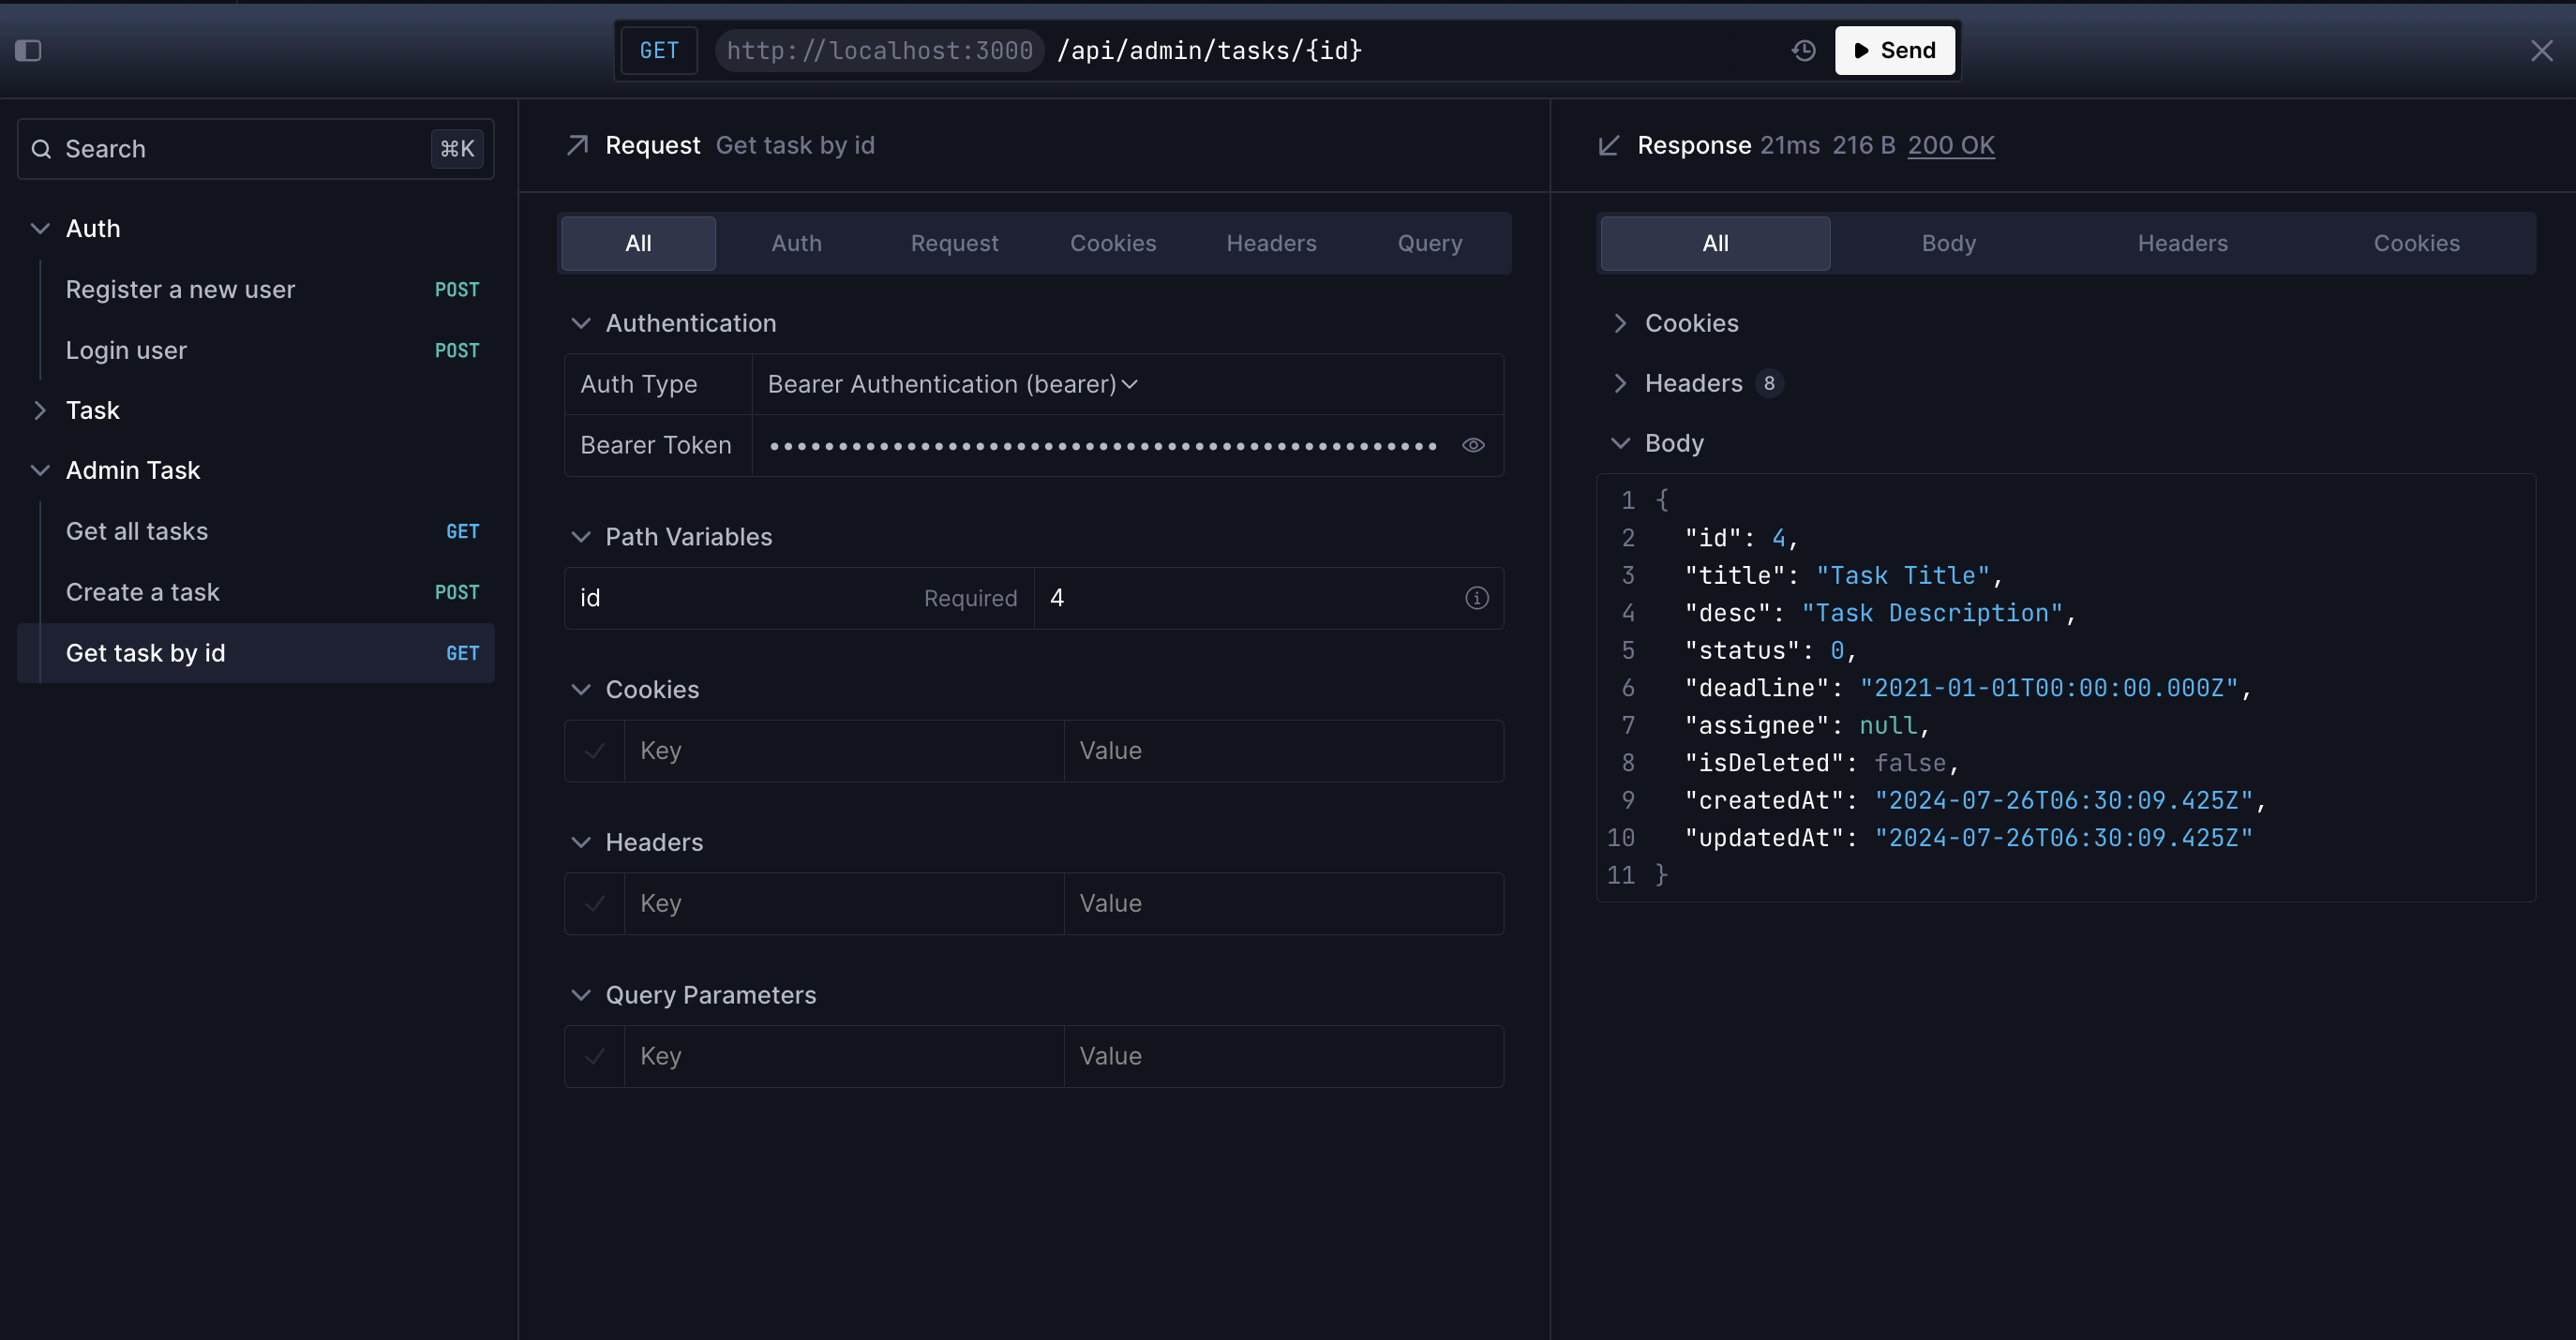 GET http://localhost:3000 /api/admin/tasks/{id} Send
Search ⌘K
Auth
Register a new user POST
Login user POST
Task
Admin Task
Get all tasks GET
Create a task POST
Get task by id GET
Request Get task by id
All Auth Request Cookies Headers Query
Authentication
Auth Type Bearer Authentication (bearer)
Bearer Token
Path Variables
id Required 4
Cookies
Key Value
Headers
Key Value
Query Parameters
Key Value
Response 21ms 216 B 200 OK
All Body Headers Cookies
Cookies
Headers 8
Body
1 {
2 "id": 4,
3 "title": "Task Title",
4 "desc": "Task Description",
5 "status": 0,
6 "deadline": "2021-01-01T00:00:00.000Z",
7 "assignee": null,
8 "isDeleted": false,
9 "createdAt": "2024-07-26T06:30:09.425Z",
10 "updatedAt": "2024-07-26T06:30:09.425Z"
11 }